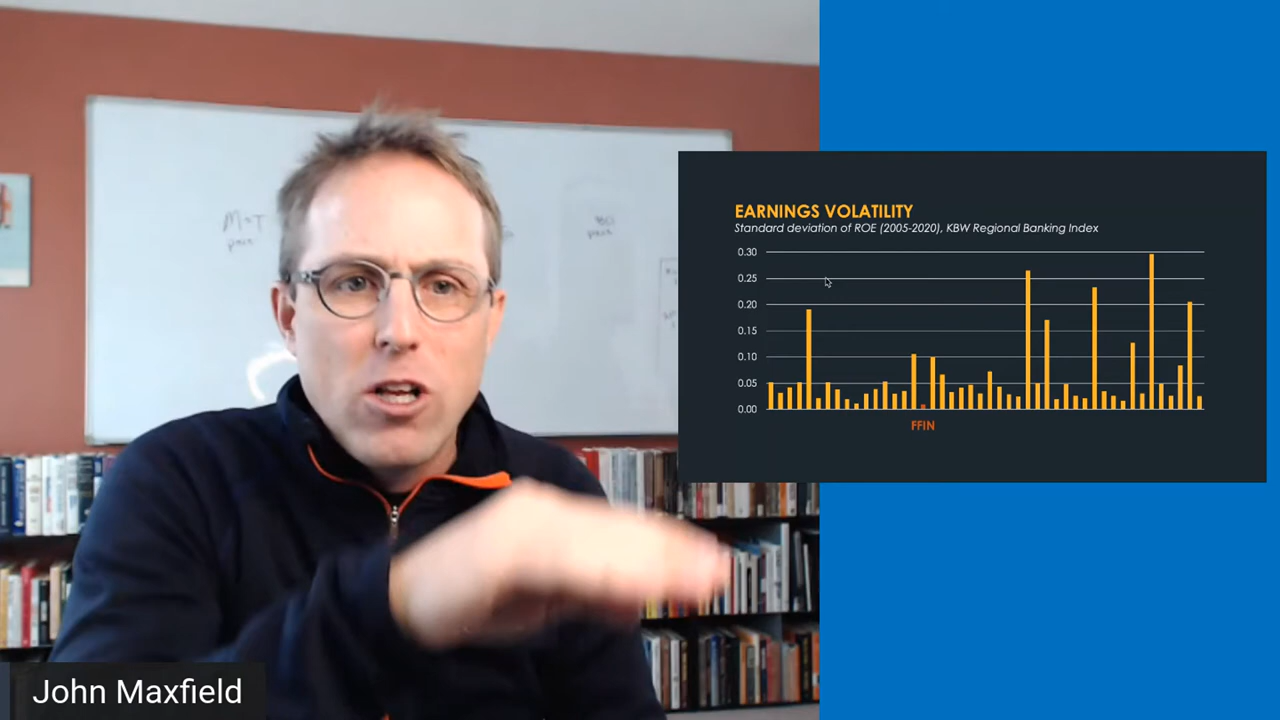 M+T
EARNINGS VOLATILITY
Standard deviation of ROE (2005-2020), KBW Regional Banking Index
0.30
0.25
0.20
0.15
0.10
0.05
0.00
FFIN
John Maxfield